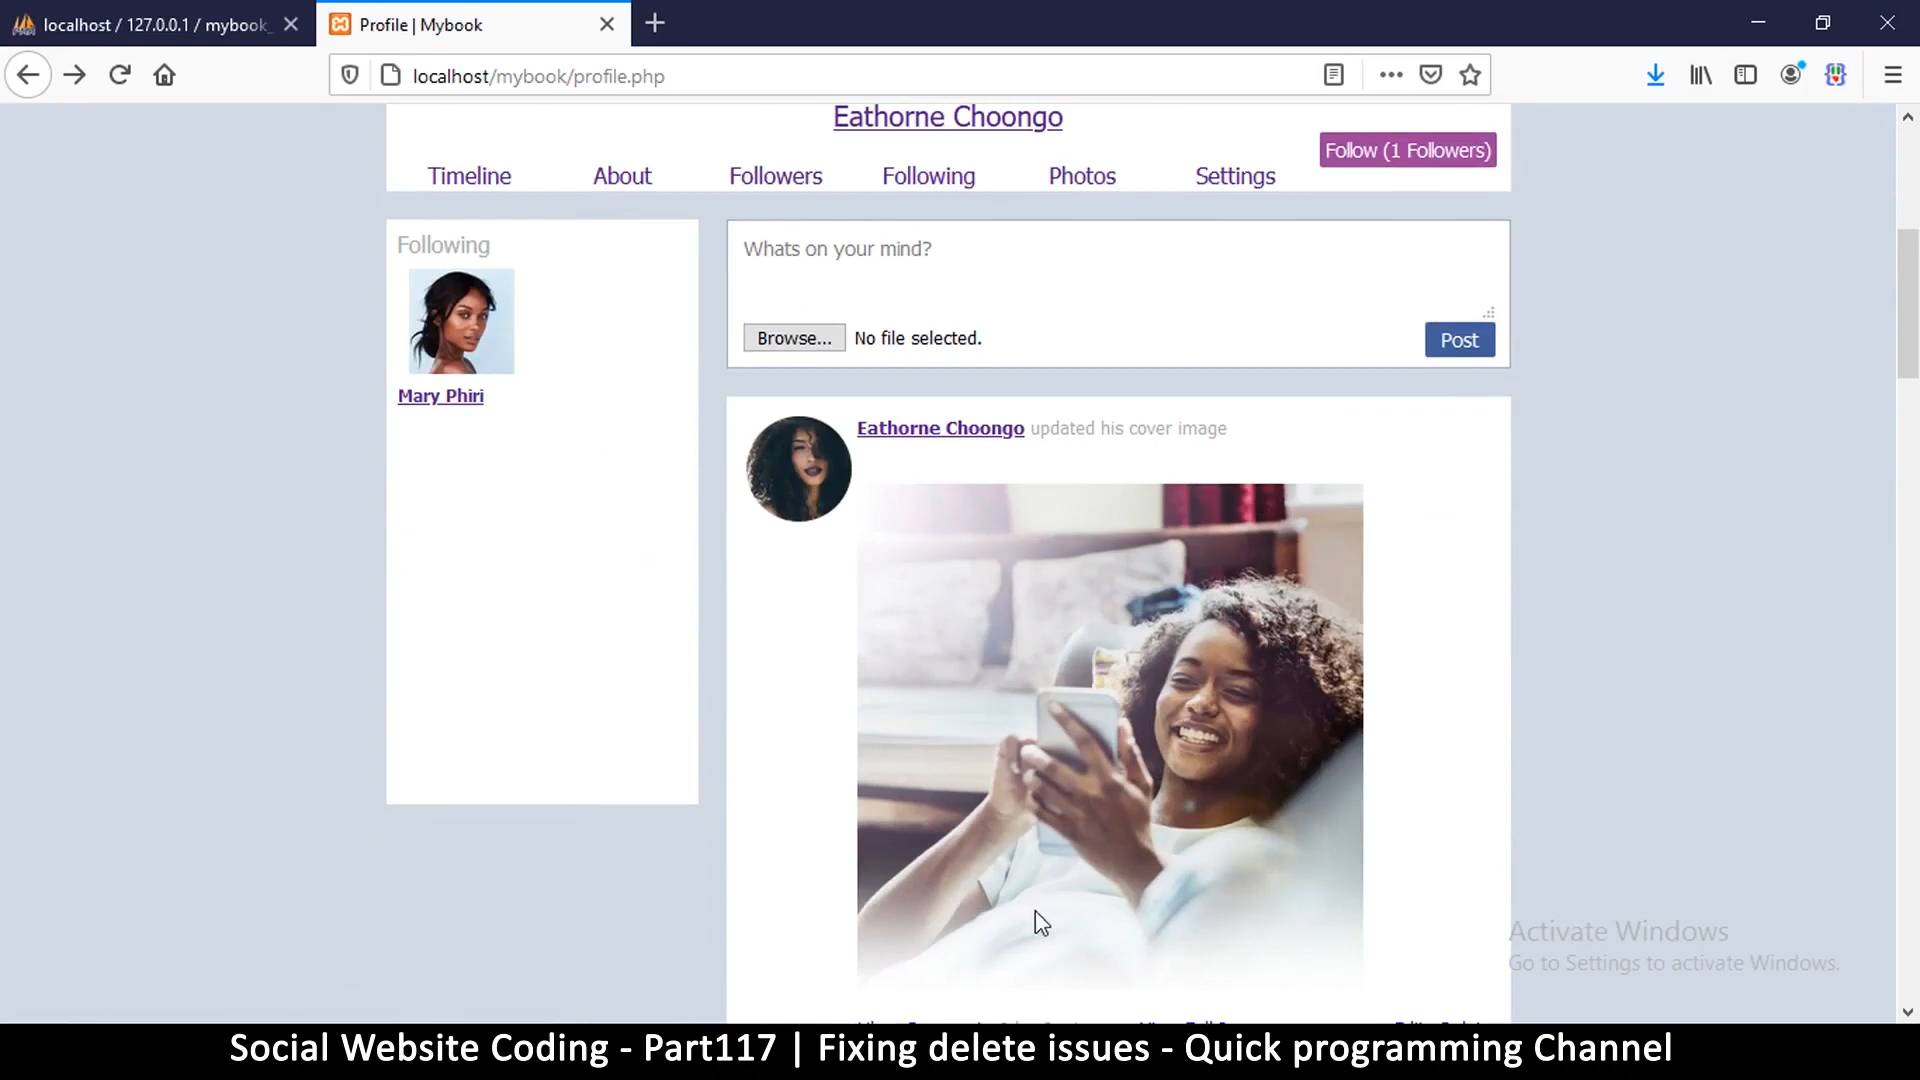 localhost / 127.0.0.1 / mybook_
Profile | Mybook
localhost/mybook/profile.php
Eathorne Choongo
Follow (1 Followers)
Timeline
About
Followers
Following
Photos
Settings
Following
Mary Phiri
Whats on your mind?
Browse...
No file selected.
Post
Eathorne Choongo updated his cover image
Activate Windows
Go to Settings to activate Windows.
Social Website Coding - Part117 | Fixing delete issues - Quick programming Channel